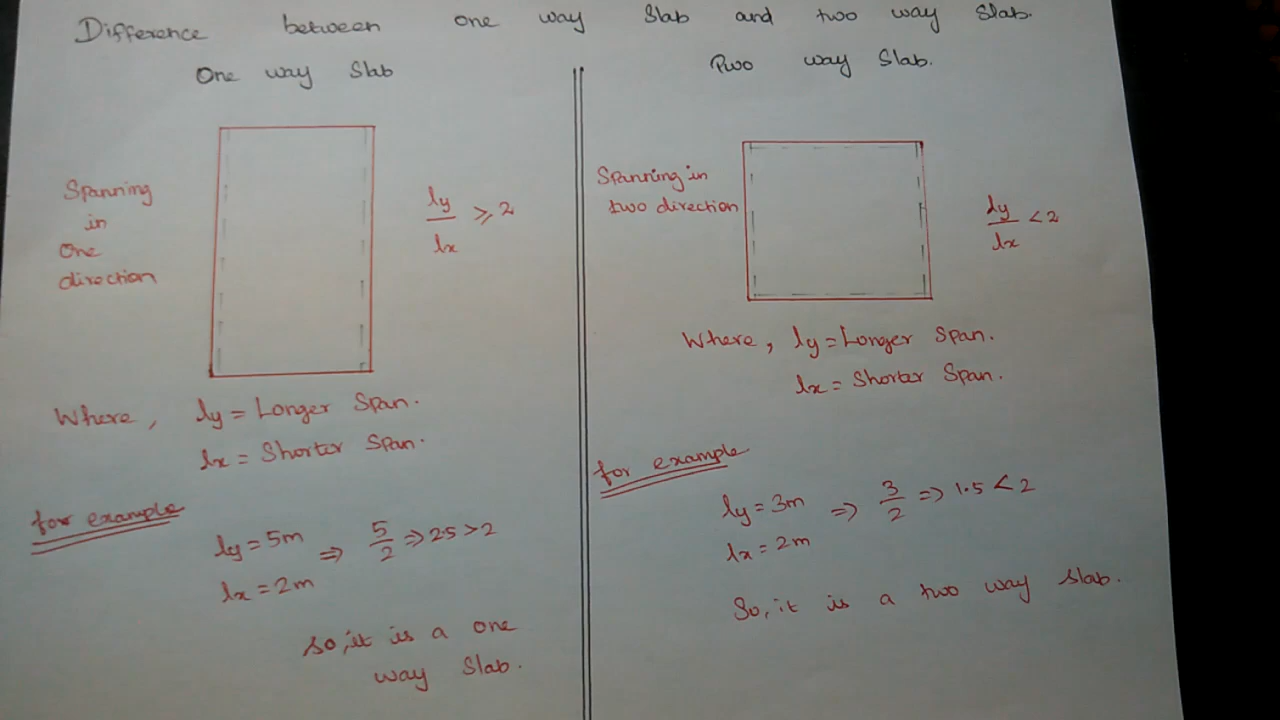 Difference between one way Slab and two way Slab.
One way Slab
Spanning
in
One
direction
ly
lx
≥ 2
Where, ly = Longer Span.
lx = Shorter Span.
for example
ly = 5m ⇒ 5/2 ⇒ 25 > 2
lx = 2m
So, it is a one
way Slab.
Two way Slab.
Spanning in
two direction
ly
lx
< 2
Where, ly = Longer Span.
lx = Shorter Span.
for example
ly = 3m ⇒ 3/2 ⇒ 1.5 < 2
lx = 2m
So, it is a two way slab.